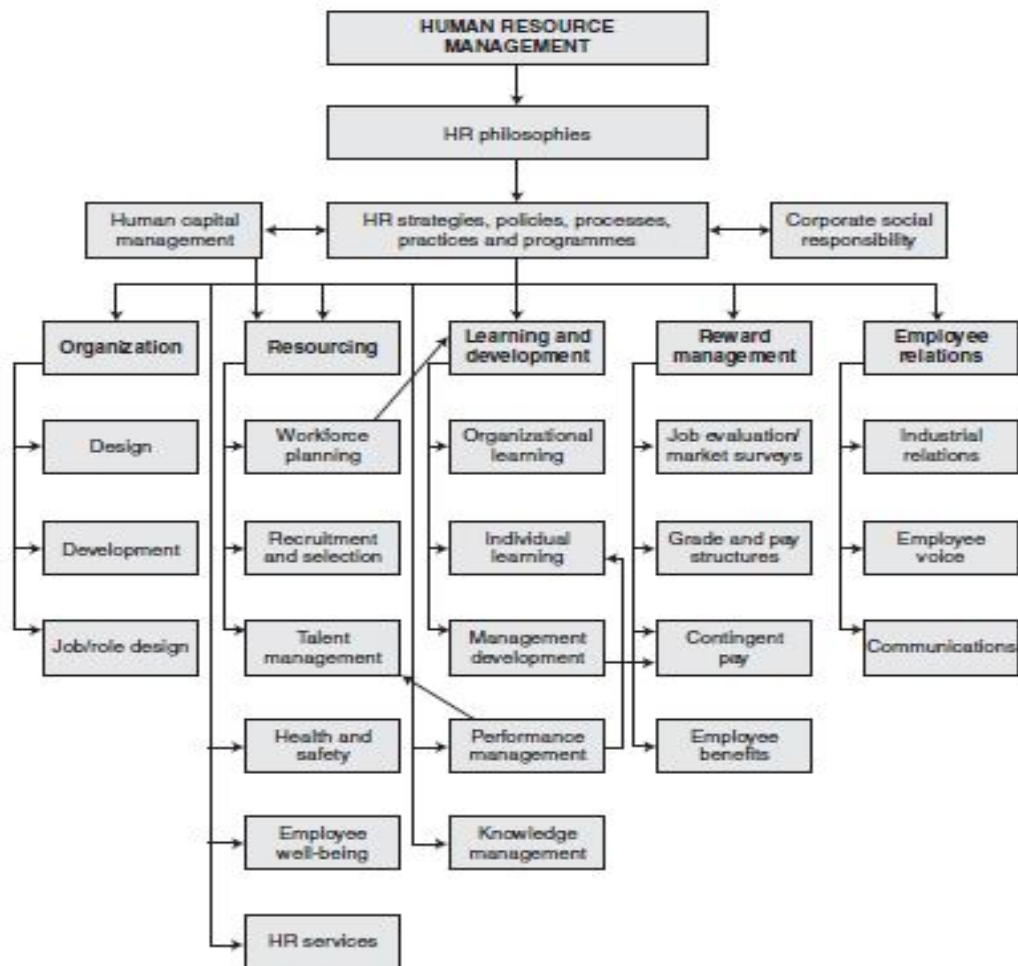 HUMAN RESOURCE
MANAGEMENT
HR philosophies
Human capital
management
HR strategies, policies, processes,
practices and programmes
Corporate social
responsibility
Organization
Resourcing
Learning and
development
Reward
management
Employee
relations
Design
Workforce
planning
Organizational
learning
Job evaluation/
market surveys
Industrial
relations
Development
Recruitment
and selection
Individual
learning
Grade and pay
structures
Employee
voice
Job/role design
Talent
management
Management
development
Contingent
pay
Communications
Health and
safety
Performance
management
Employee
benefits
Employee
well-being
Knowledge
management
HR services